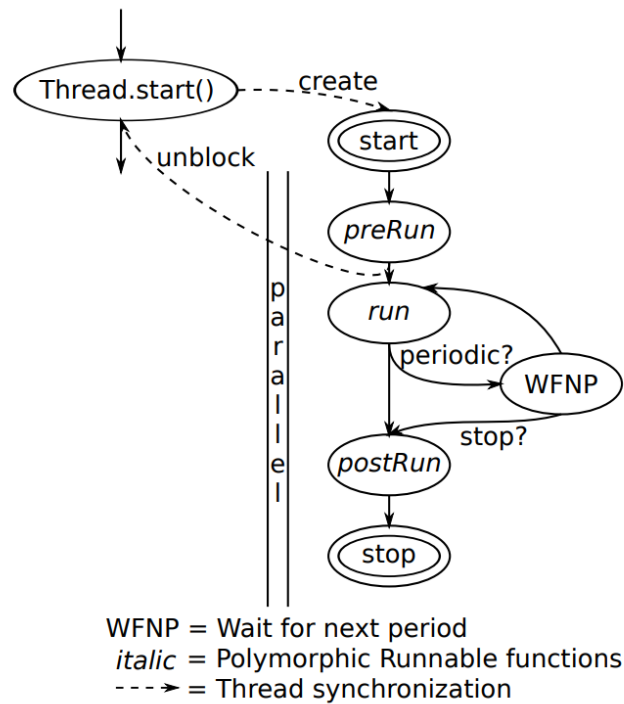 Thread.start()
create
start
unblock
preRun
parallel
run
periodic?
WFNP
stop?
postRun
stop
WFNP = Wait for next period
italic = Polymorphic Runnable functions
= Thread synchronization